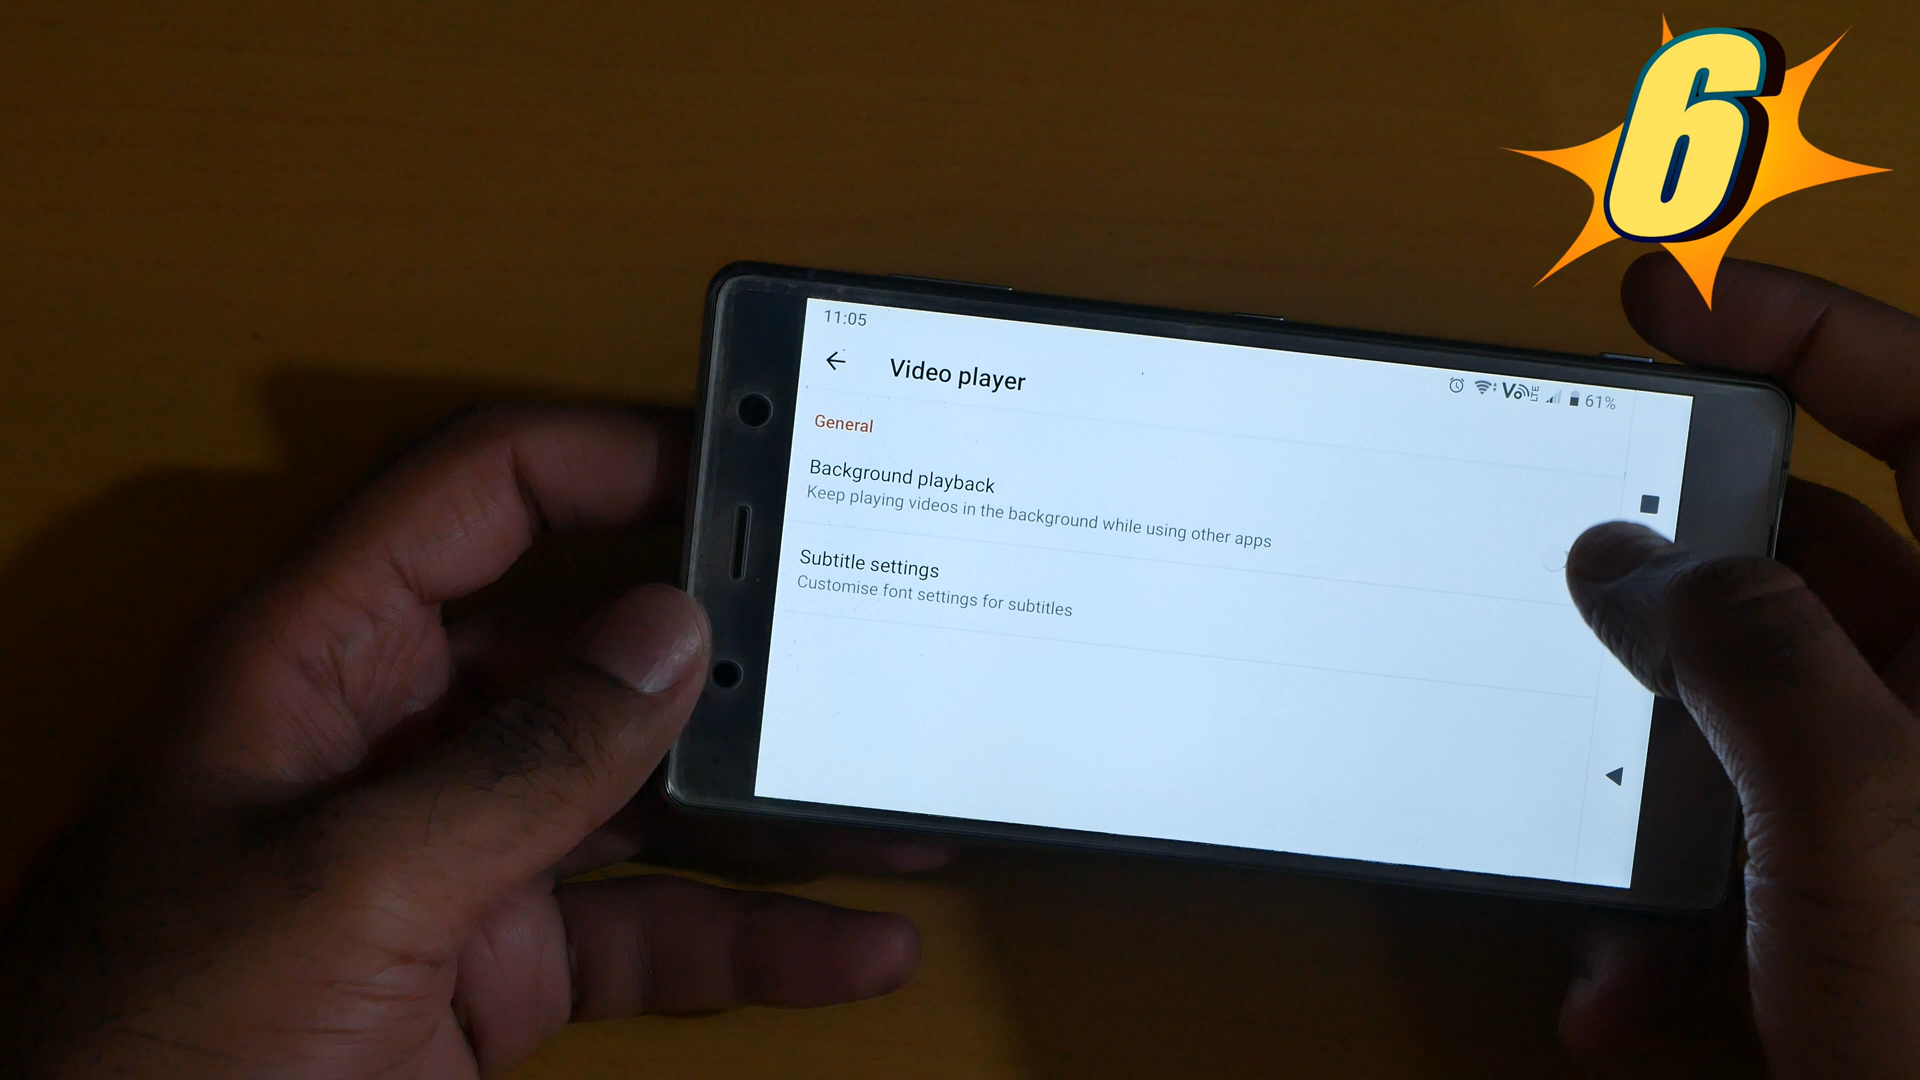 6
11:05
Video player
VoLTE 61%
General
Background playback
Keep playing videos in the background while using other apps
Subtitle settings
Customise font settings for subtitles